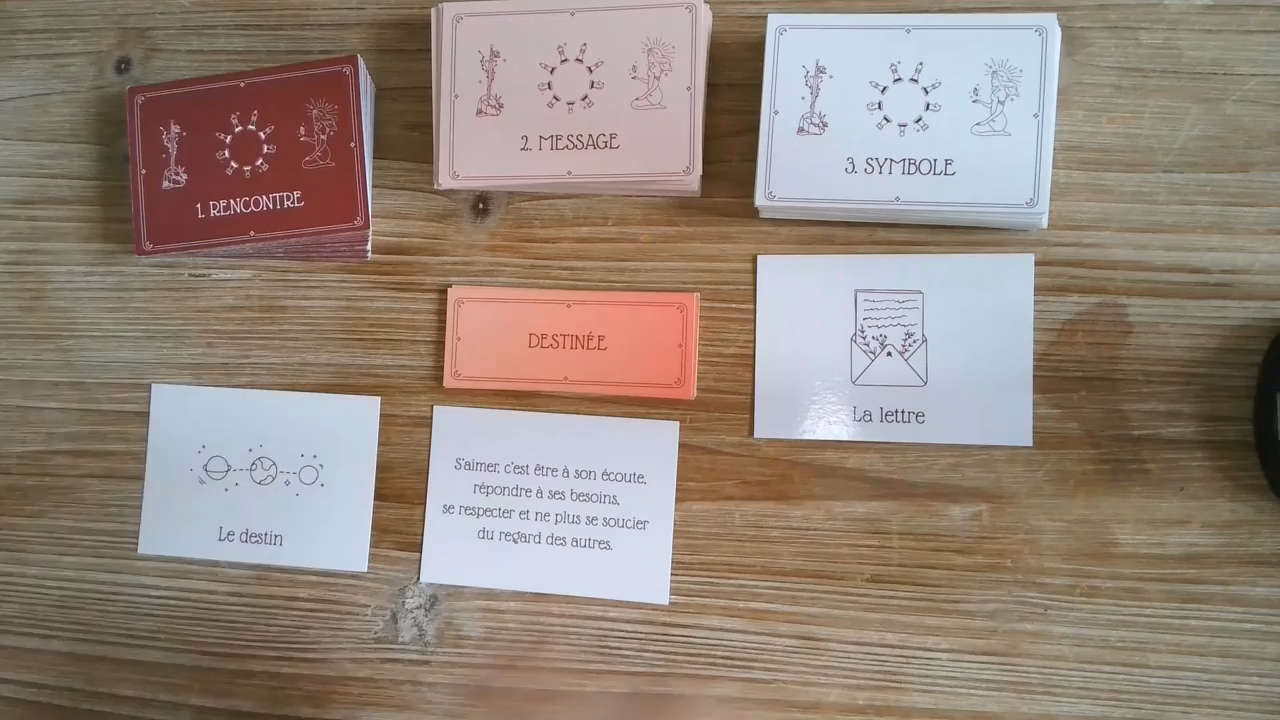 1. RENCONTRE
2. MESSAGE
3. SYMBOLE
DESTINÉE
La lettre
Le destin
S'aimer, c'est être à son écoute,
répondre à ses besoins,
se respecter et ne plus se soucier
du regard des autres.